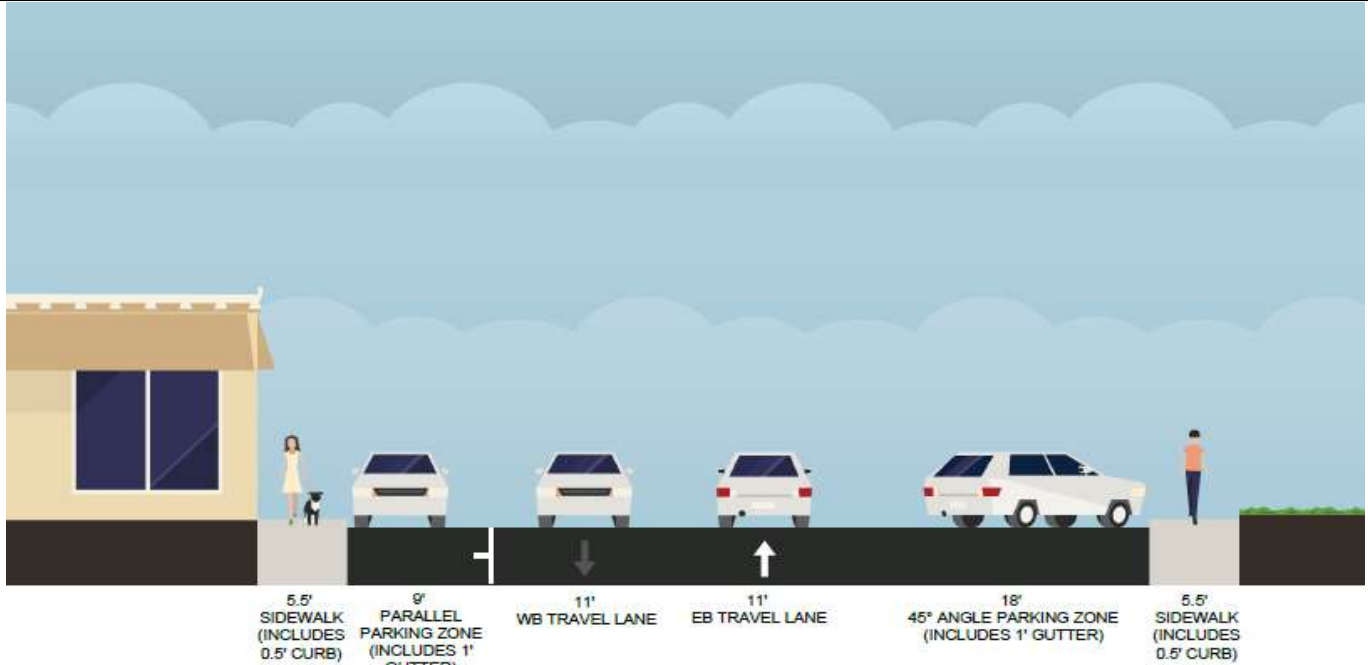 5.5'
SIDEWALK
(INCLUDES
0.5' CURB)
9'
PARALLEL
PARKING ZONE
(INCLUDES 1'
GUTTER)
11'
WB TRAVEL LANE
11'
EB TRAVEL LANE
18'
45° ANGLE PARKING ZONE
(INCLUDES 1' GUTTER)
5.5'
SIDEWALK
(INCLUDES
0.5' CURB)